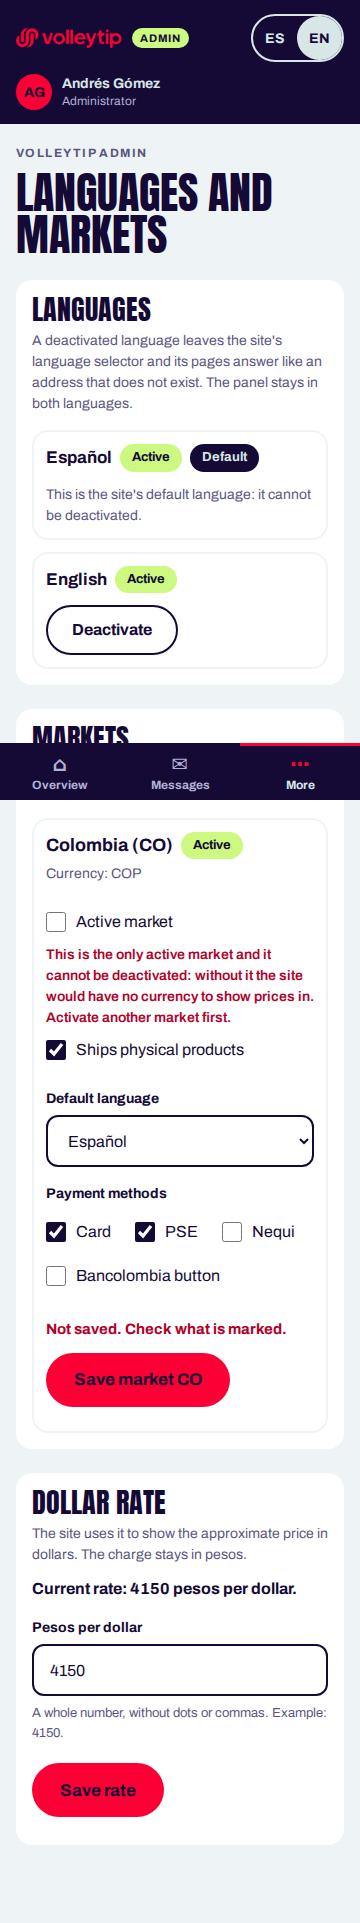 volleytip ADMIN ES EN
AG Andrés Gómez
Administrator
VOLLEYTIP ADMIN
LANGUAGES AND
MARKETS
LANGUAGES
A deactivated language leaves the site's
language selector and its pages answer like an
address that does not exist. The panel stays in
both languages.
Español Active Default
This is the site's default language: it cannot
be deactivated.
English Active
Deactivate
MARKETS
Overview Messages More
Colombia (CO) Active
Currency: COP
Active market
This is the only active market and it
cannot be deactivated: without it the site
would have no currency to show prices in.
Activate another market first.
Ships physical products
Default language
Español
Payment methods
Card PSE Nequi
Bancolombia button
Not saved. Check what is marked.
Save market CO
DOLLAR RATE
The site uses it to show the approximate price in
dollars. The charge stays in pesos.
Current rate: 4150 pesos per dollar.
Pesos per dollar
4150
A whole number, without dots or commas. Example:
4150.
Save rate